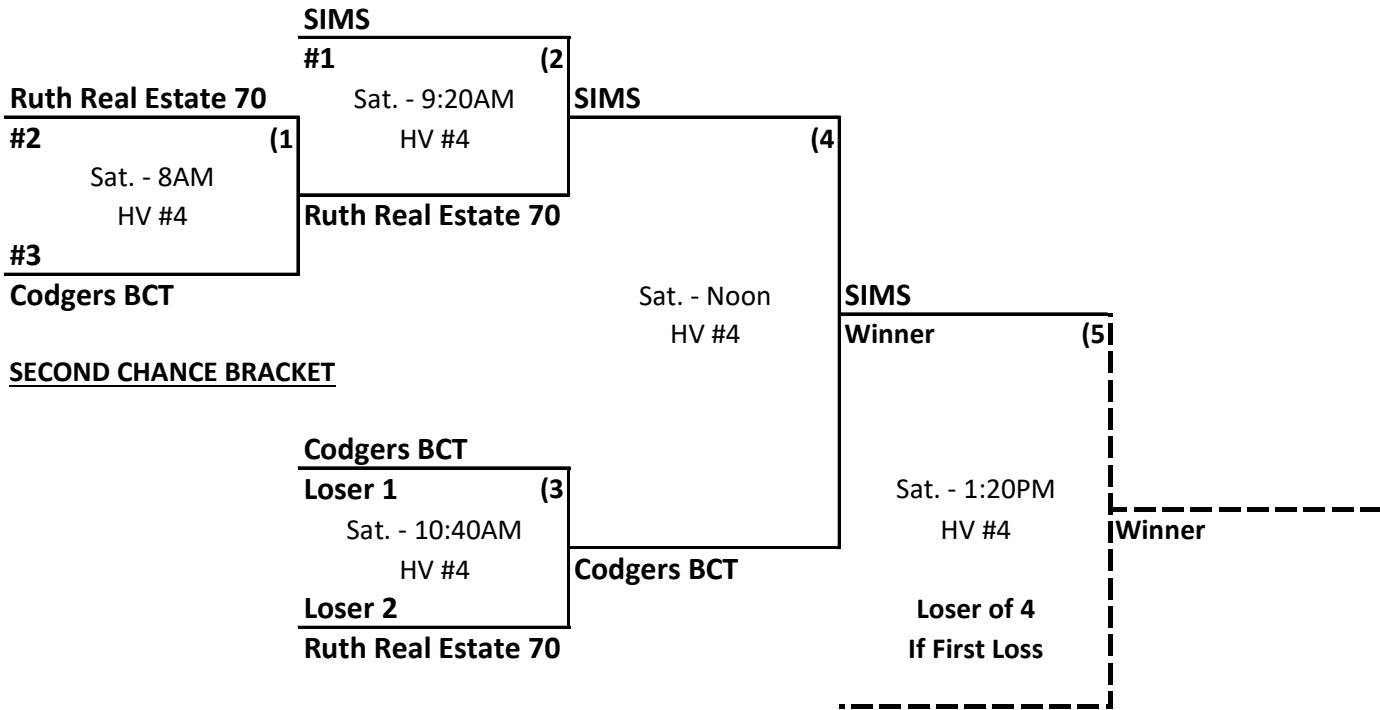 SIMS
#1 (2
Ruth Real Estate 70
Sat. - 9:20AM
SIMS
#2 (1
HV #4
(4
Sat. - 8AM
HV #4
Ruth Real Estate 70
#3
Codgers BCT
Sat. - Noon
SIMS
HV #4
Winner (5
SECOND CHANCE BRACKET
Codgers BCT
Loser 1 (3
Sat. - 1:20PM
Sat. - 10:40AM
HV #4
Winner
HV #4
Codgers BCT
Loser 2
Loser of 4
Ruth Real Estate 70
If First Loss